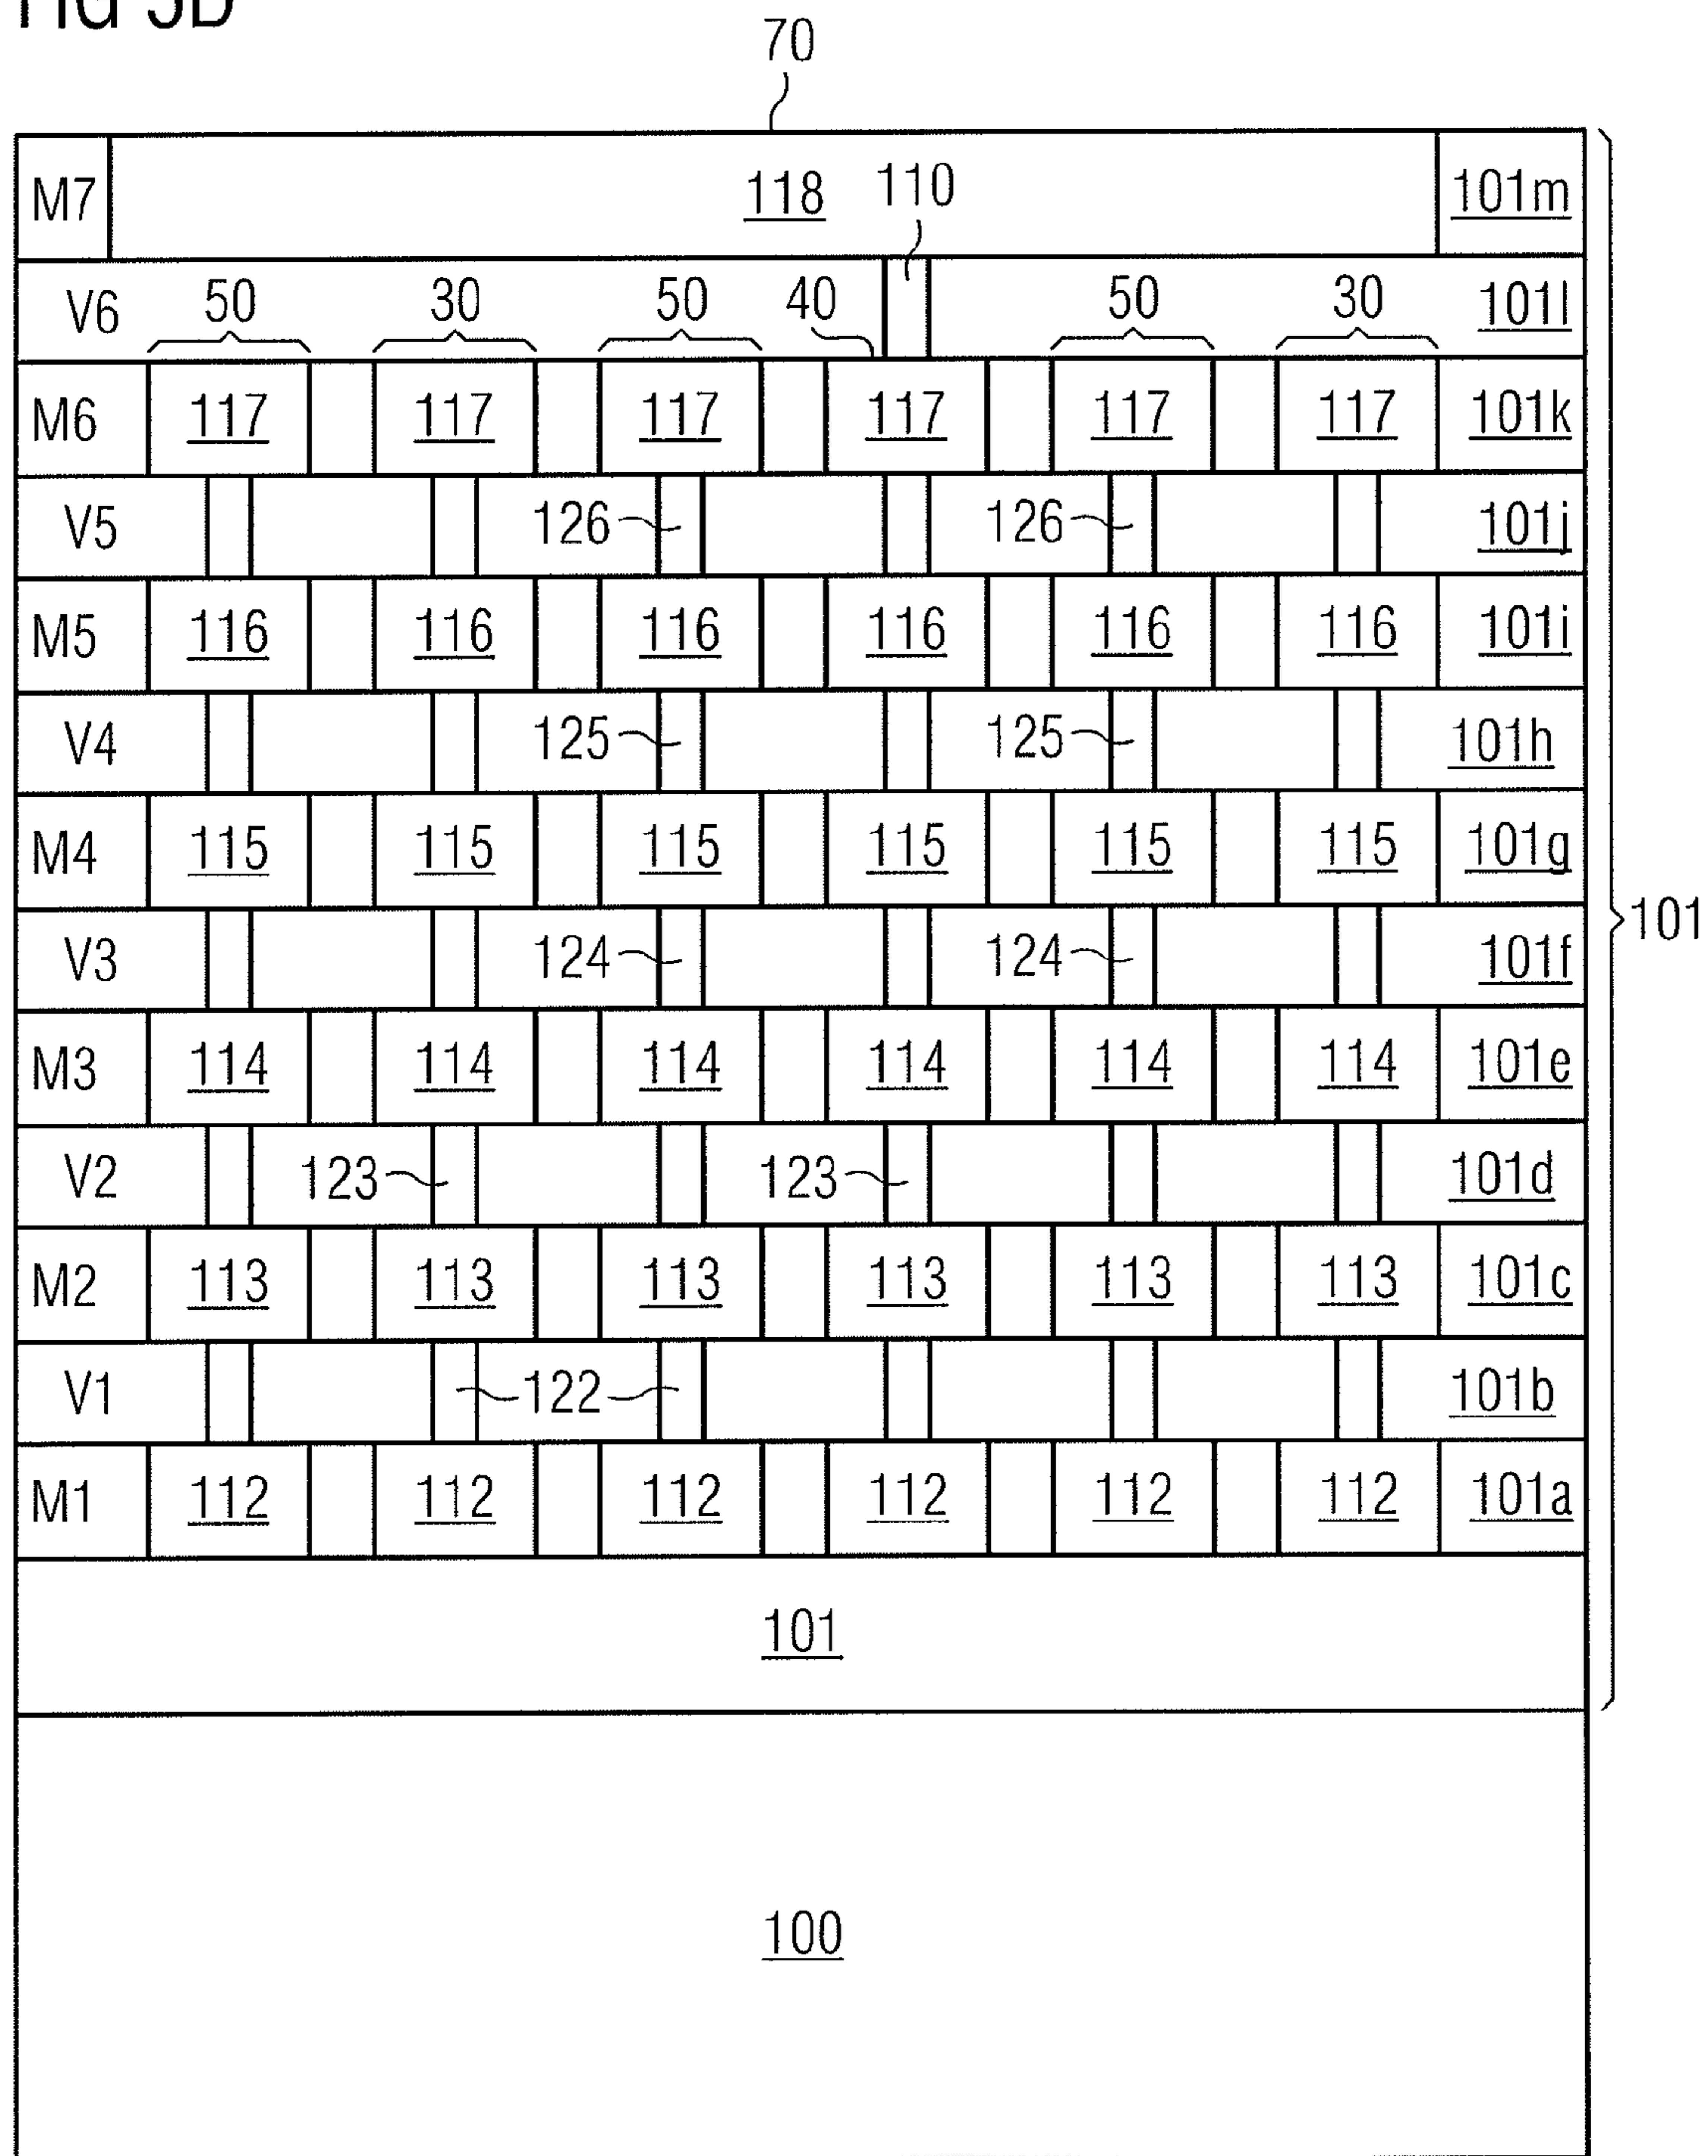 FIG
70
M7 118 110 101m
V6 50 30 50 40 50 30 101l
M6 117 117 117 117 117 117 101k
V5 126 126 101j
M5 116 116 116 116 116 116 101i
V4 125 125 101h
M4 115 115 115 115 115 115 101g
V3 124 124 101f
101
M3 114 114 114 114 114 114 101e
V2 123 123 101d
M2 113 113 113 113 113 113 101c
V1 122 101b
M1 112 112 112 112 112 112 101a
101
100